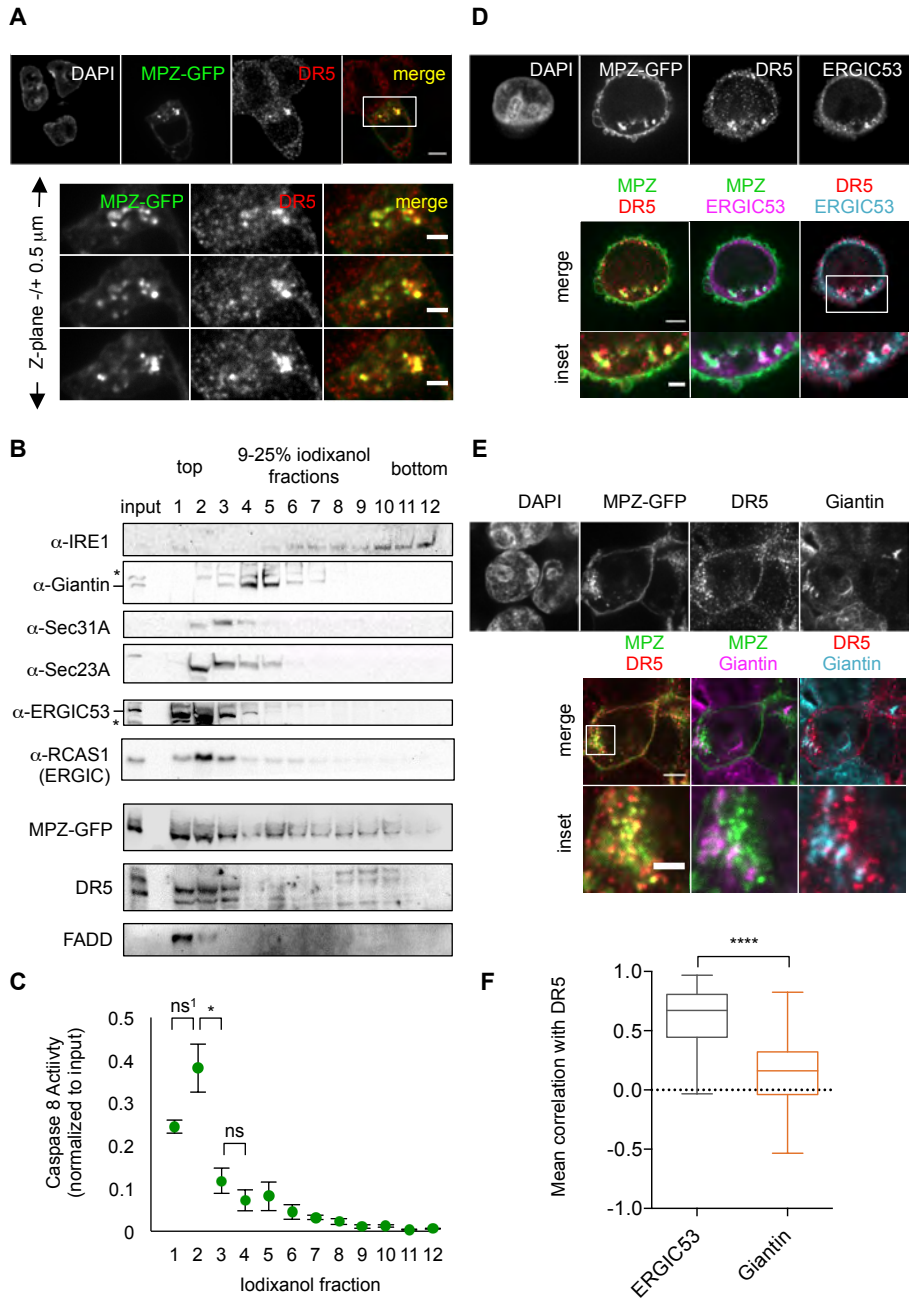 A
DAPI MPZ-GFP DR5 merge
MPZ-GFP DR5 merge
Z-plane -/+ 0.5 μm
B
top 9-25% iodixanol fractions bottom
input 1 2 3 4 5 6 7 8 9 10 11 12
α-IRE1
*
α-Giantin
α-Sec31A
α-Sec23A
α-ERGIC53
*
α-RCAS1
(ERGIC)
MPZ-GFP
DR5
FADD
C
Caspase 8 Actiivty
(normalized to input)
ns¹ *
ns
0.5
0.4
0.3
0.2
0.1
0
1 2 3 4 5 6 7 8 9 10 11 12
Iodixanol fraction
D
DAPI MPZ-GFP DR5 ERGIC53
MPZ MPZ DR5
DR5 ERGIC53 ERGIC53
merge
inset
E
DAPI MPZ-GFP DR5 Giantin
MPZ MPZ DR5
DR5 Giantin Giantin
merge
inset
F
****
Mean correlation with DR5
1.0
0.5
0.0
-0.5
-1.0
ERGIC53 Giantin